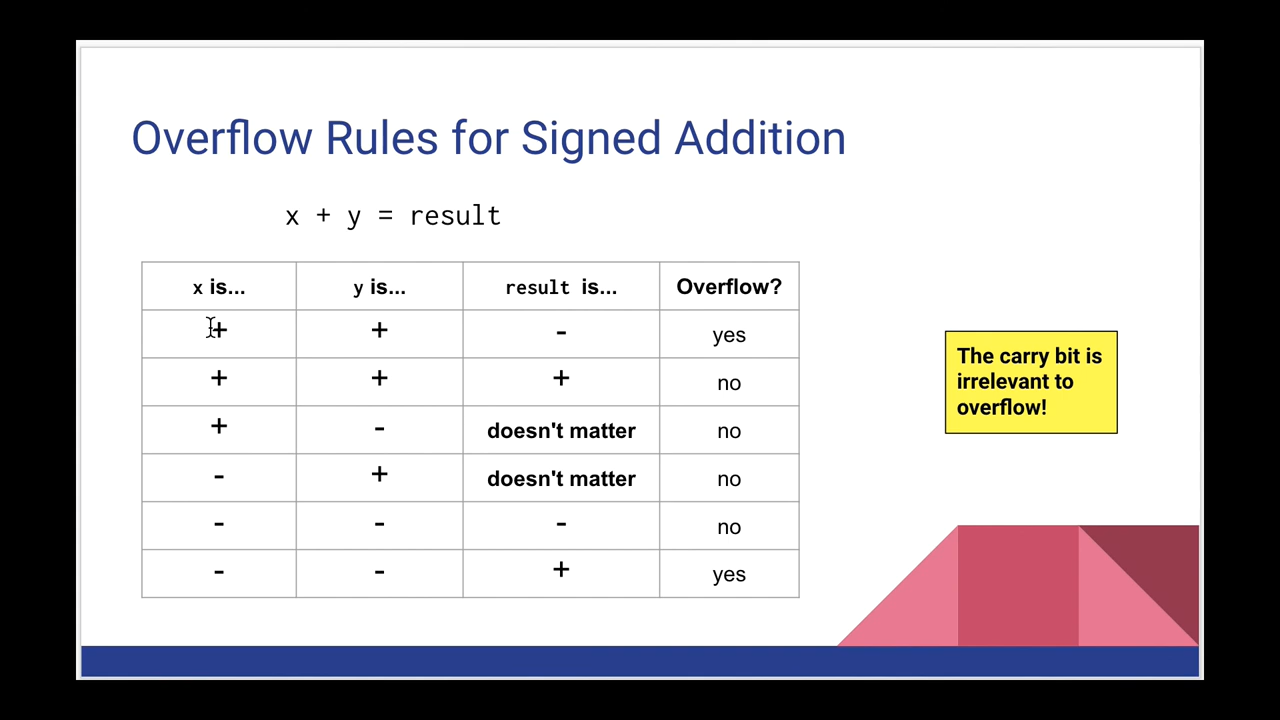 Overflow Rules for Signed Addition
x + y = result
x is... y is... result is... Overflow?
+ + - yes
+ + + no
+ - doesn't matter no
- + doesn't matter no
- - - no
- - + yes
The carry bit is
irrelevant to
overflow!